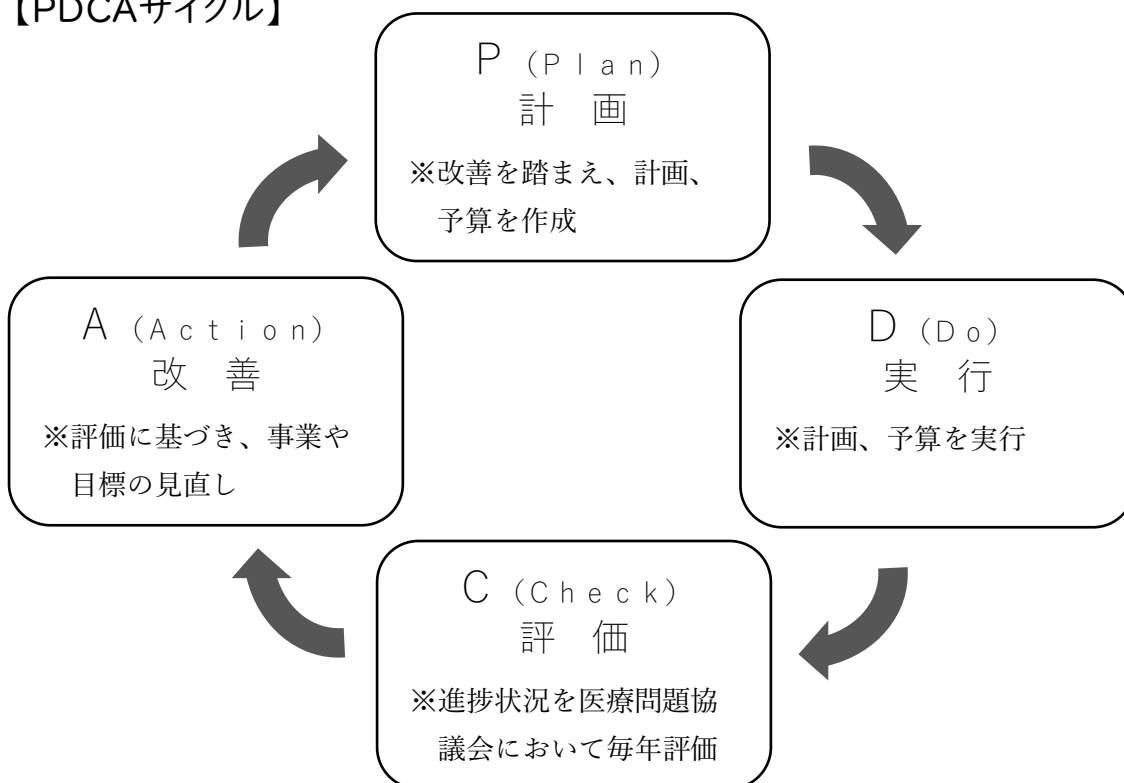 【PDCAサイクル】
P（Plan）
計　画
※改善を踏まえ、計画、
予算を作成
A（Action）
改　善
※評価に基づき、事業や
目標の見直し
D（Do）
実　行
※計画、予算を実行
C（Check）
評　価
※進捗状況を医療問題協
議会において毎年評価